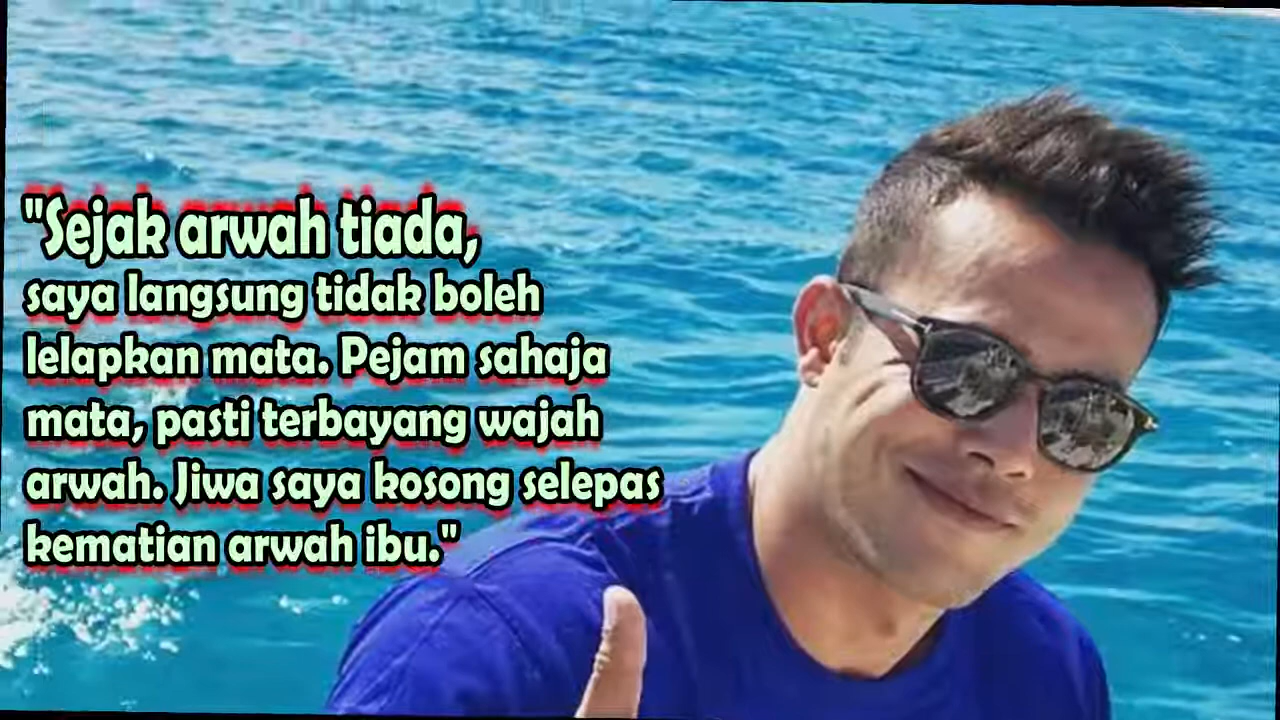 "Sejak arwah tiada,
saya langsung tidak boleh
lelapkan mata. Pejam sahaja
mata, pasti terbayang wajah
arwah. Jiwa saya kosong selepas
kematian arwah ibu."